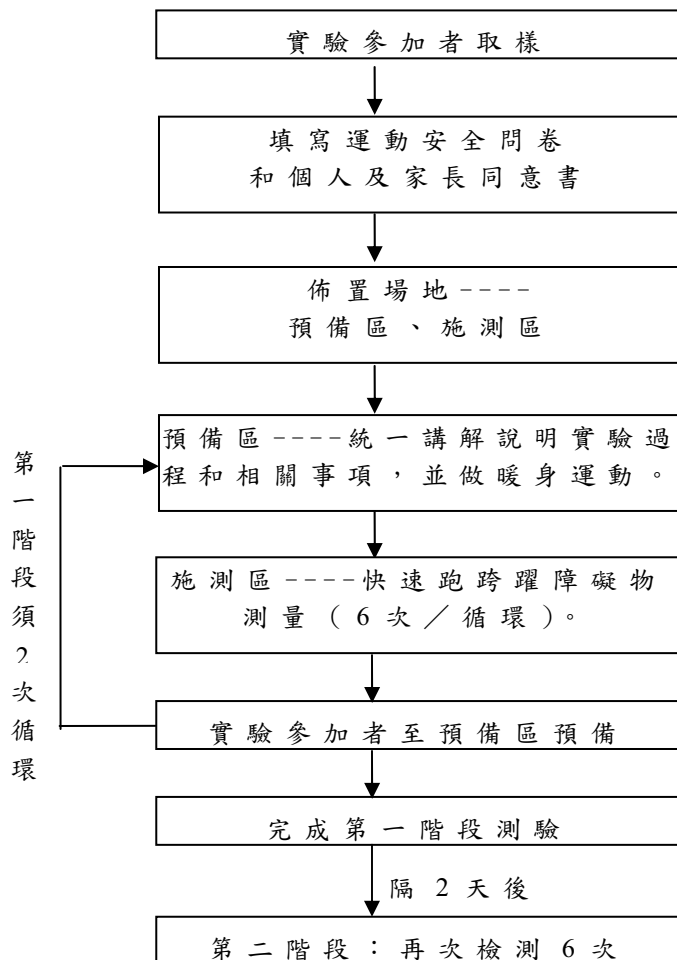 實驗參加者取樣
填寫運動安全問卷
和個人及家長同意書
佈置場地----
預備區、施測區
預備區----統一講解說明實驗過
程和相關事項，並做暖身運動。
施測區----快速跑跨躍障礙物
測量（6次／循環）。
實驗參加者至預備區預備
第一階段須2次循環
完成第一階段測驗
隔 2 天後
第二階段：再次檢測 6 次